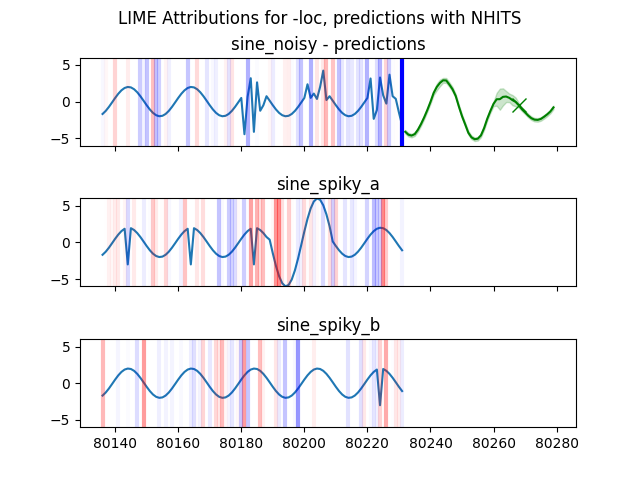 LIME Attributions for -loc, predictions with NHITS
sine_noisy - predictions
5
0
−5
sine_spiky_a
5
0
−5
sine_spiky_b
5
0
−5
80140 80160 80180 80200 80220 80240 80260 80280